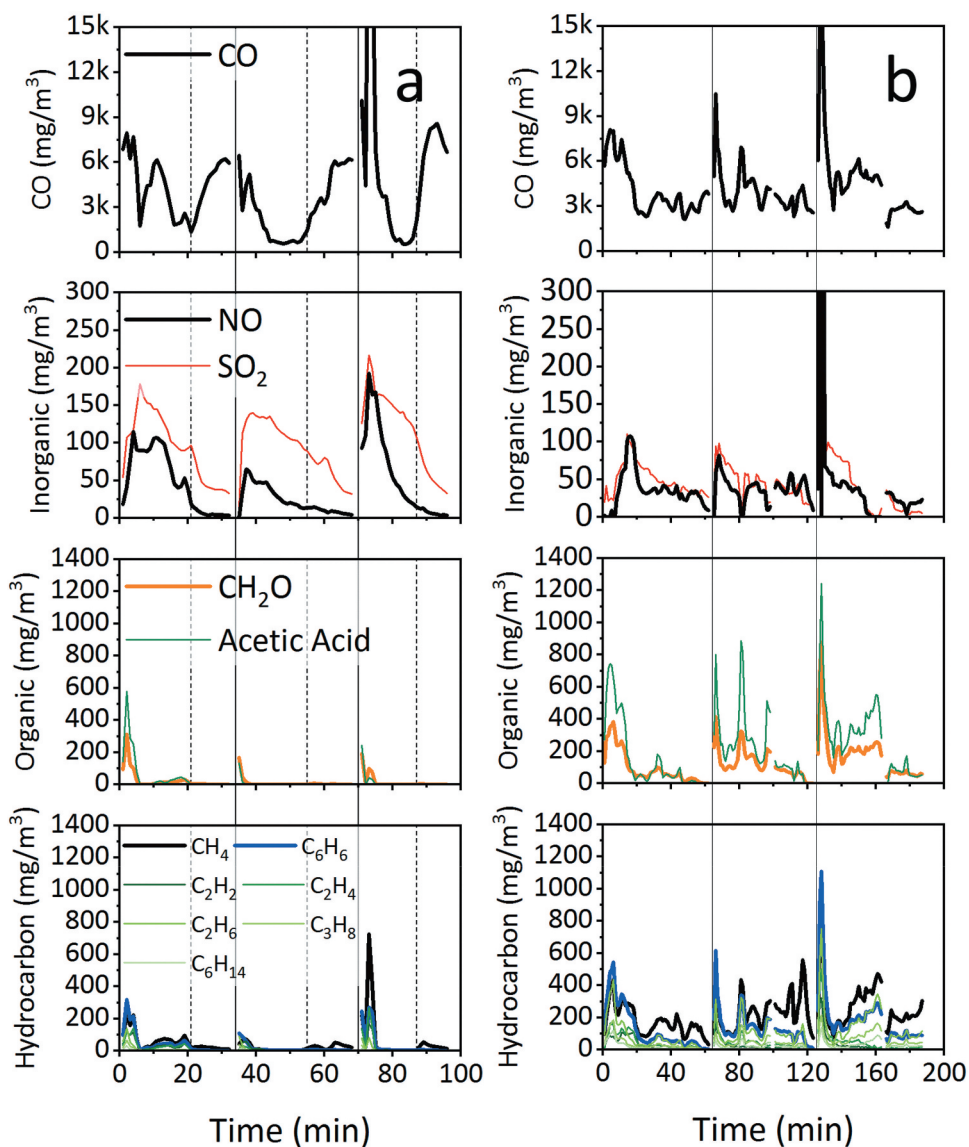 15k
12k
9k
6k
3k
0
CO (mg/m³)
CO
a
15k
12k
9k
6k
3k
0
CO (mg/m³)
b
300
250
200
150
100
50
0
Inorganic (mg/m³)
NO
SO₂
300
250
200
150
100
50
0
Inorganic (mg/m³)
1400
1200
1000
800
600
400
200
0
Organic (mg/m³)
CH₂O
Acetic Acid
1400
1200
1000
800
600
400
200
0
Organic (mg/m³)
1400
1200
1000
800
600
400
200
0
Hydrocarbon (mg/m³)
CH₄ C₆H₆
C₂H₂ C₂H₄
C₂H₆ C₃H₈
C₆H₁₄
0 20 40 60 80 100
Time (min)
1400
1200
1000
800
600
400
200
0
Hydrocarbon (mg/m³)
0 40 80 120 160 200
Time (min)